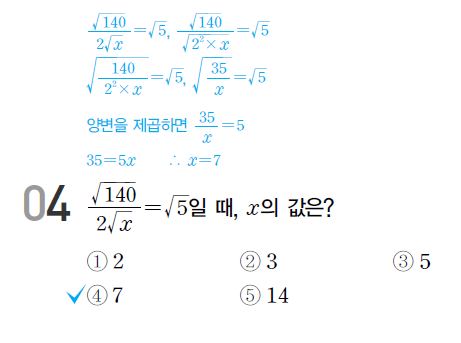 √140/2√x=√5, √140/√2²×x=√5
√140/2²×x=√5, √35/x=√5
양변을 제곱하면 35/x=5
35=5x ∴ x=7
04 √140/2√x=√5일 때, x의 값은?
① 2 ② 3 ③ 5
④ 7 ⑤ 14